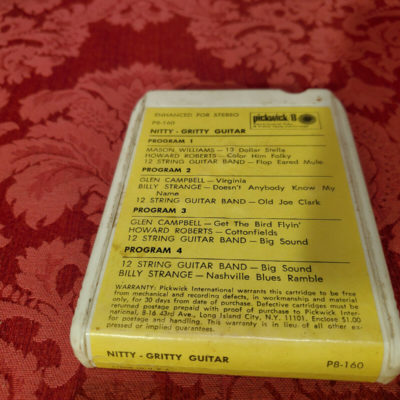 ENHANCED FOR STEREO
P8-160
pickwick 8
NITTY - GRITTY GUITAR
PROGRAM 1
MASON WILLIAMS — 13 Dollar Stella
HOWARD ROBERTS — Color Him Folky
12 STRING GUITAR BAND — Flop Eared Mule
PROGRAM 2
GLEN CAMPBELL — Virginia
BILLY STRANGE — Doesn't Anybody Know My
Name
12 STRING GUITAR BAND — Old Joe Clark
PROGRAM 3
GLEN CAMPBELL — Get The Bird Flyin'
HOWARD ROBERTS — Cottonfields
12 STRING GUITAR BAND — Big Sound
PROGRAM 4
12 STRING GUITAR BAND — Big Sound
BILLY STRANGE — Nashville Blues Ramble
WARRANTY: Pickwick International warrants this cartridge to be free
from mechanical and recording defects, in workmanship and material
only, for 30 days from date of purchase. Defective cartridges must be
returned postage prepaid with proof of purchase to Pickwick Inter-
national, 8-16 43rd Ave., Long Island City, N.Y. 11101. Enclose $1.00
for postage and handling. This warranty is in lieu of all other ex-
pressed or implied guarantees.
NITTY - GRITTY GUITAR
P8-160